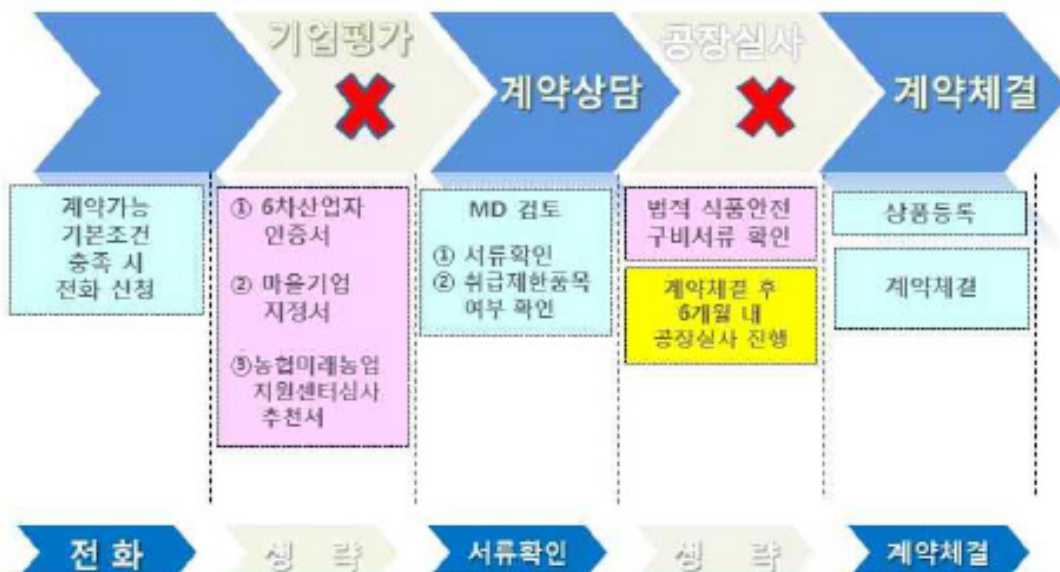 기업평가
계약상담
공장실사
계약체결
계약가능
기본조건
충족 시
전화 신청
① 6차산업자
인증서
② 마을기업
지정서
③농협미래농업
지원센터심사
추천서
MD 검토
① 서류확인
② 취급제한품목
여부 확인
법적 식품안전
구비서류 확인
계약체결 후
6개월 내
공장실사 진행
상품등록
계약체결
전 화
생 략
서류확인
생 략
계약체결